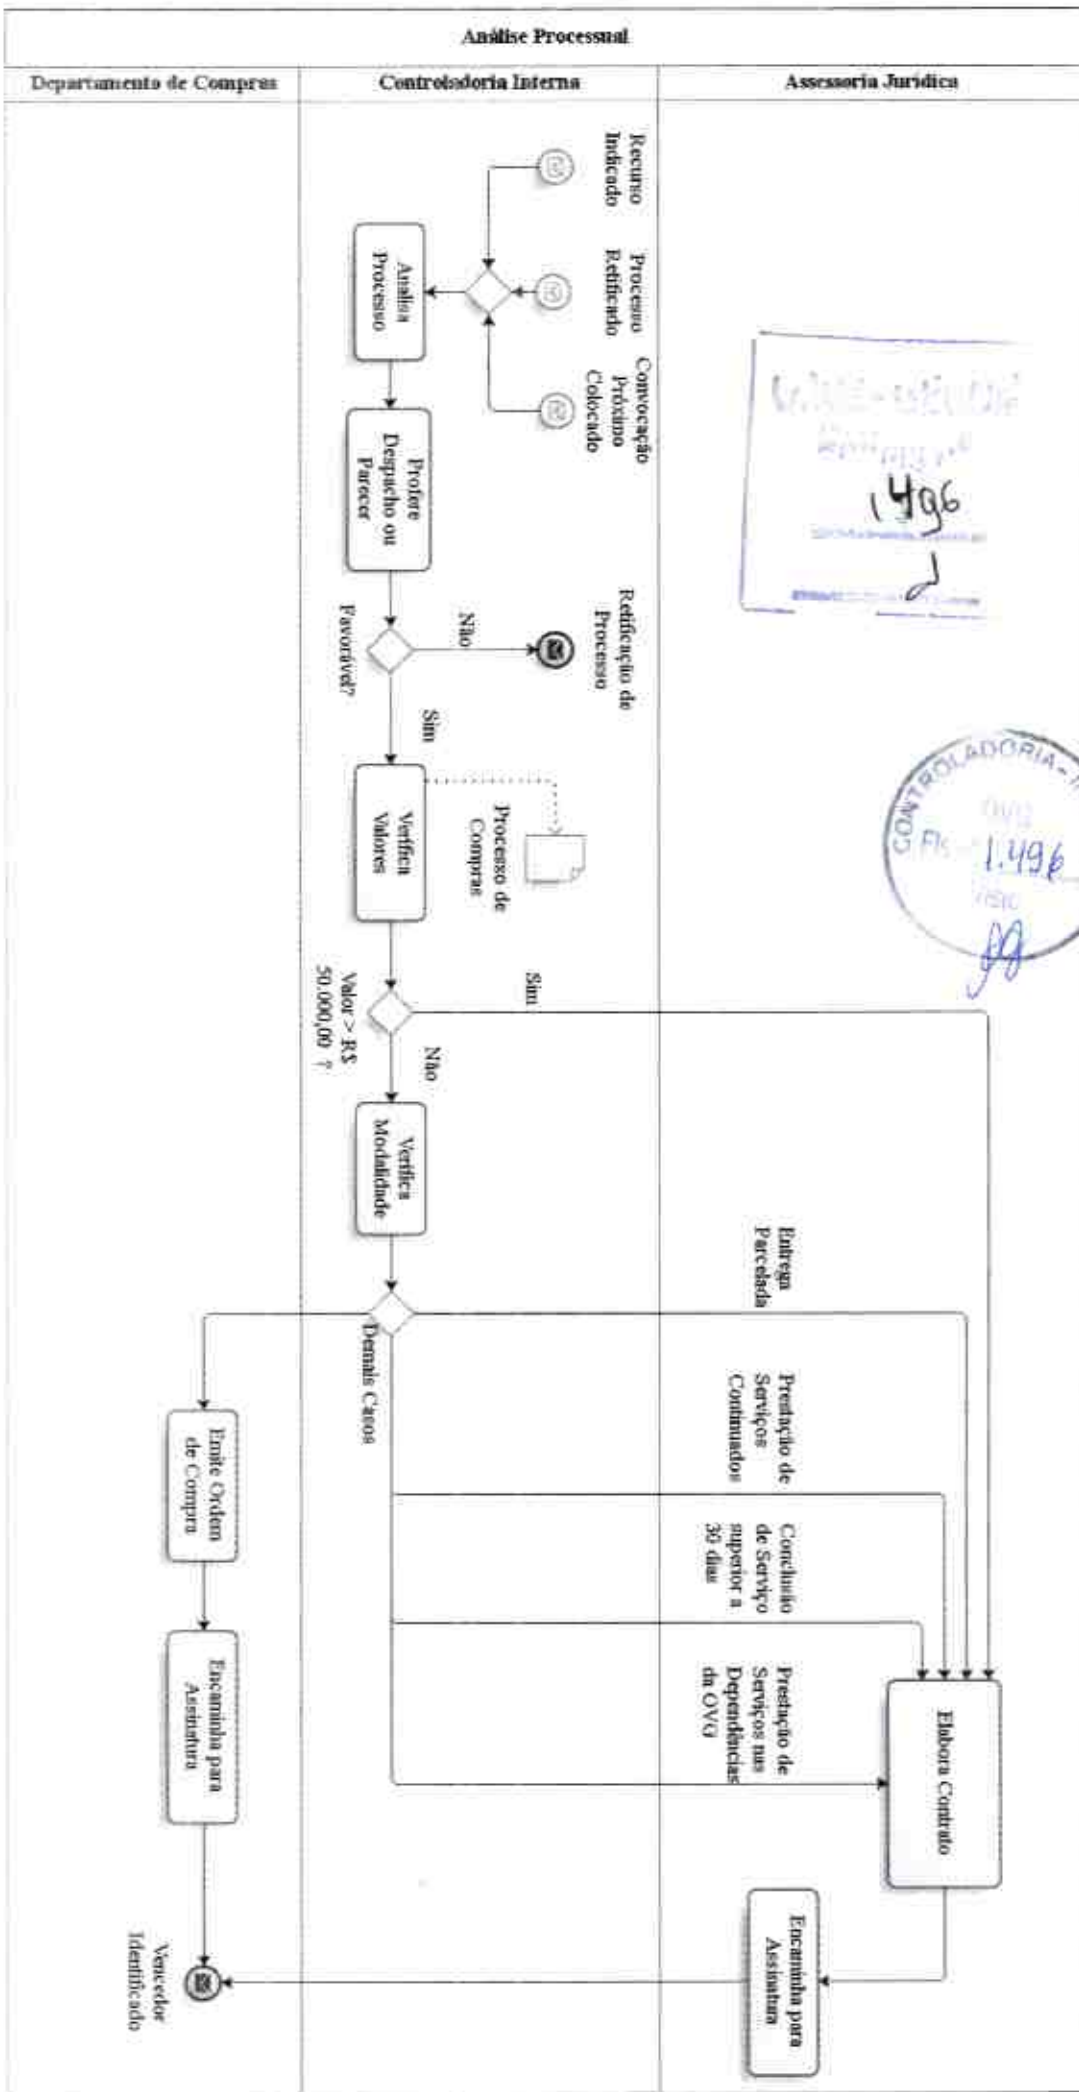 Análise Processual
Departamento de Compras
Controladoria Interna
Assessoria Jurídica
Recurso
Indicado
Processo
Retificado
Convocação
Próximo
Colocado
Analisa
Processo
Profere
Despacho ou
Parecer
Favorável?
Não
Retificação de
Processo
Sim
Verifica
Valores
Processo de
Compras
Valor > R$
50.000,00 ?
Sim
Não
Verifica
Modalidade
Demais Casos
Entrega
Parcelada
Prestação de
Serviços
Continuados
Conclusão
de Serviço
superior a
30 dias
Prestação de
Serviços nas
Dependências
da OVG
Elabora Contrato
Encaminha para
Assinatura
Emite Ordem
de Compra
Encaminha para
Assinatura
Vencedor
Identificado
1496
CONTROLADORIA - I
OVG
Fls
1.496